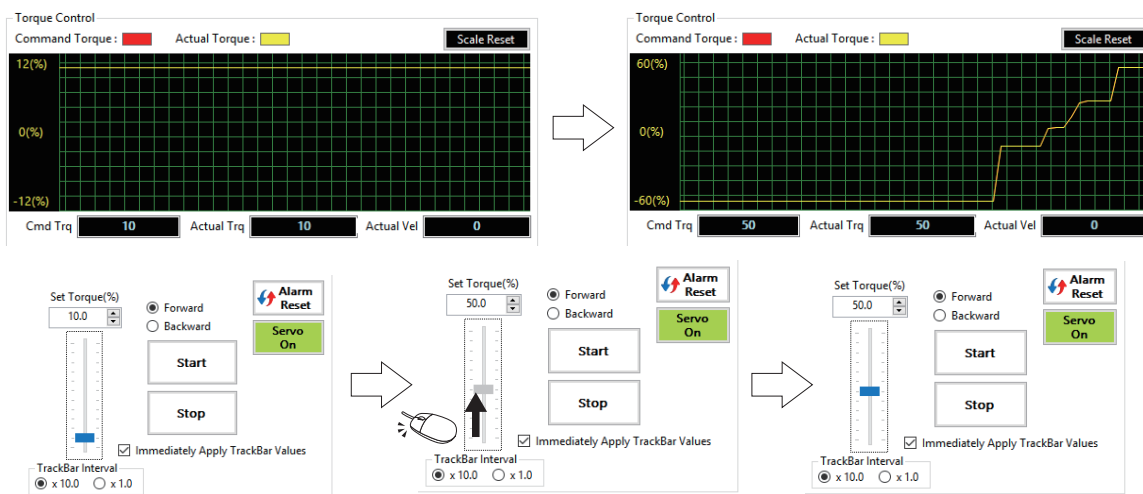 Torque Control
Command Torque : Actual Torque : Scale Reset
12(%)
0(%)
-12(%)
Cmd Trq 10 Actual Trq 10 Actual Vel 0
Torque Control
Command Torque : Actual Torque : Scale Reset
60(%)
0(%)
-60(%)
Cmd Trq 50 Actual Trq 50 Actual Vel 0
Set Torque(%)
10.0
Forward
Backward
Alarm
Reset
Servo
On
Start
Stop
Immediately Apply TrackBar Values
TrackBar Interval
x 10.0 x 1.0
Set Torque(%)
50.0
Forward
Backward
Alarm
Reset
Servo
On
Start
Stop
Immediately Apply TrackBar Values
TrackBar Interval
x 10.0 x 1.0
Set Torque(%)
50.0
Forward
Backward
Alarm
Reset
Servo
On
Start
Stop
Immediately Apply TrackBar Values
TrackBar Interval
x 10.0 x 1.0